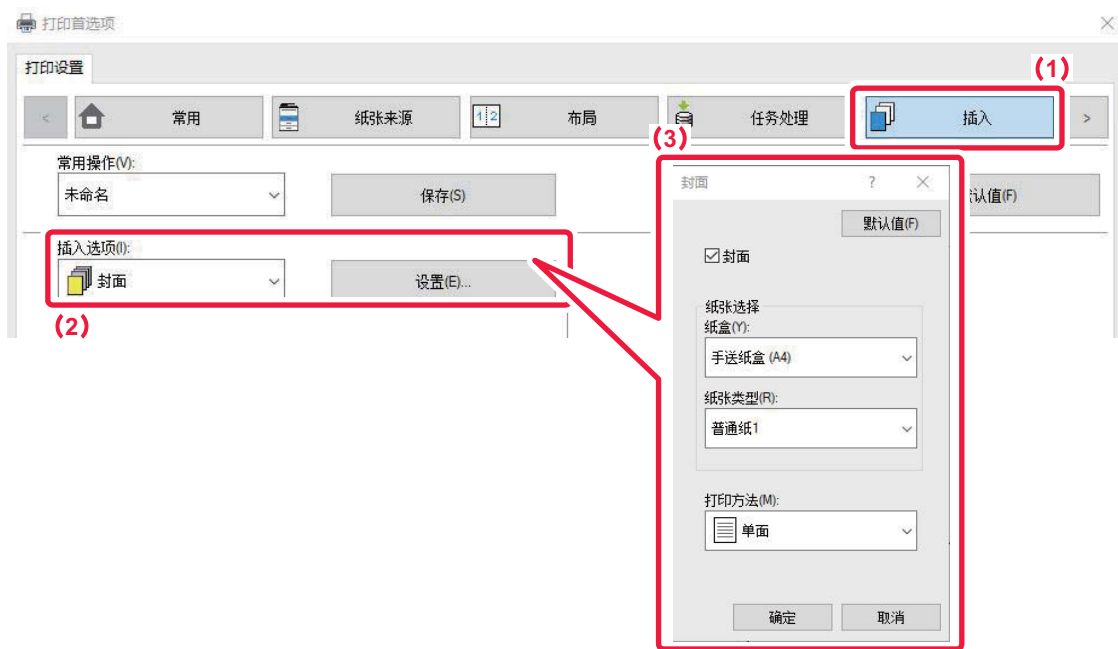 打印首选项
打印设置
(1)
< 常用 纸张来源 1 2 布局 任务处理 插入 >
(3)
常用操作(V):
未命名 保存(S) 认值(F)
插入选项(I):
封面 设置(E)...
(2)
封面 ?
默认值(F)
封面
纸张选择
纸盒(Y):
手送纸盒 (A4)
纸张类型(R):
普通纸1
打印方法(M):
单面
确定 取消